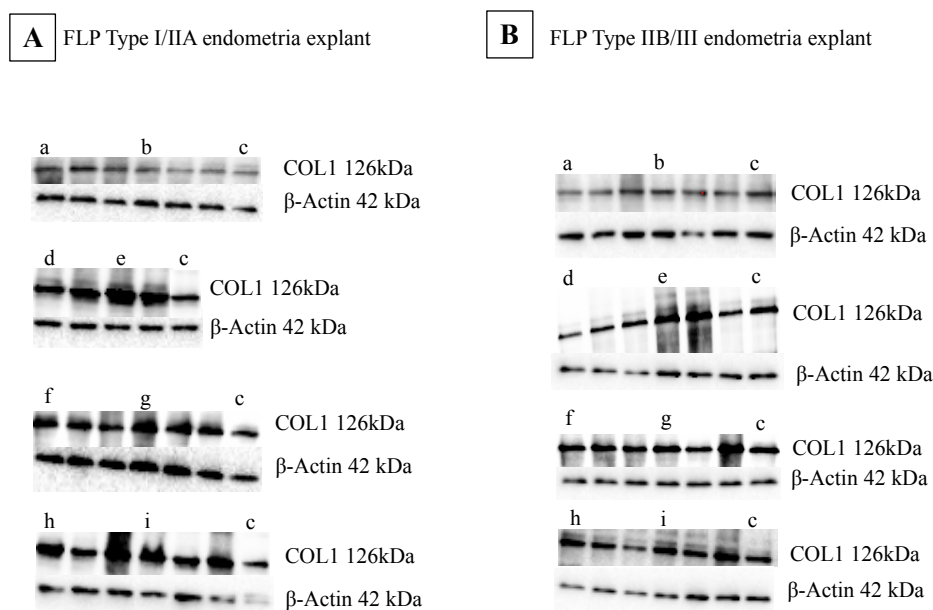 A FLP Type I/IIA endometria explant
a b c
COL1 126kDa
β-Actin 42 kDa
d e c
COL1 126kDa
β-Actin 42 kDa
f g c
COL1 126kDa
β-Actin 42 kDa
h i c
COL1 126kDa
β-Actin 42 kDa
B FLP Type IIB/III endometria explant
a b c
COL1 126kDa
β-Actin 42 kDa
d e c
COL1 126kDa
β-Actin 42 kDa
f g c
COL1 126kDa
β-Actin 42 kDa
h i c
COL1 126kDa
β-Actin 42 kDa